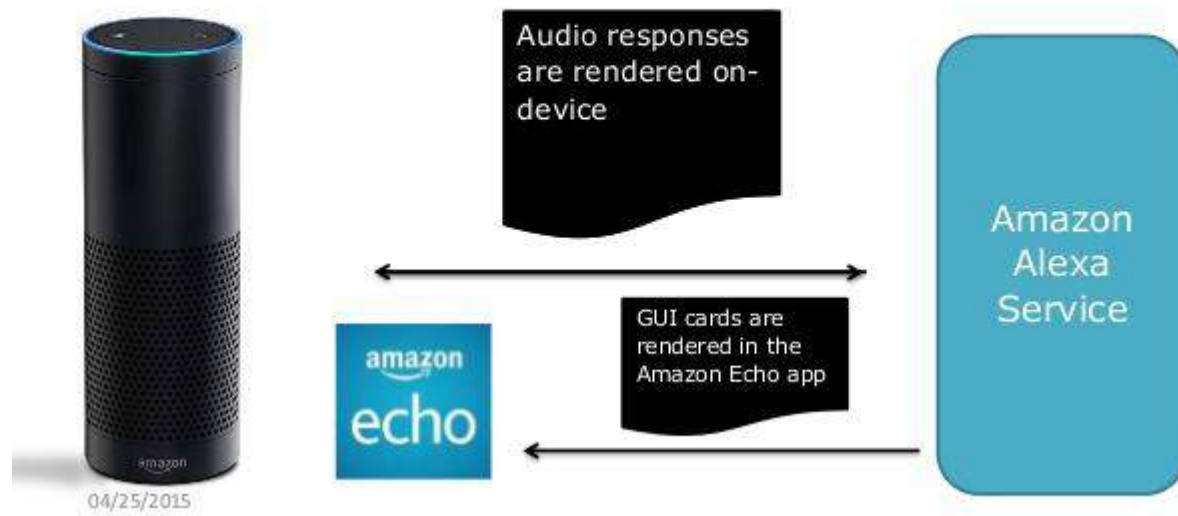 Audio responses
are rendered on-
device
Amazon
Alexa
Service
GUI cards are
rendered in the
Amazon Echo app
amazon
echo
amazon
04/25/2015